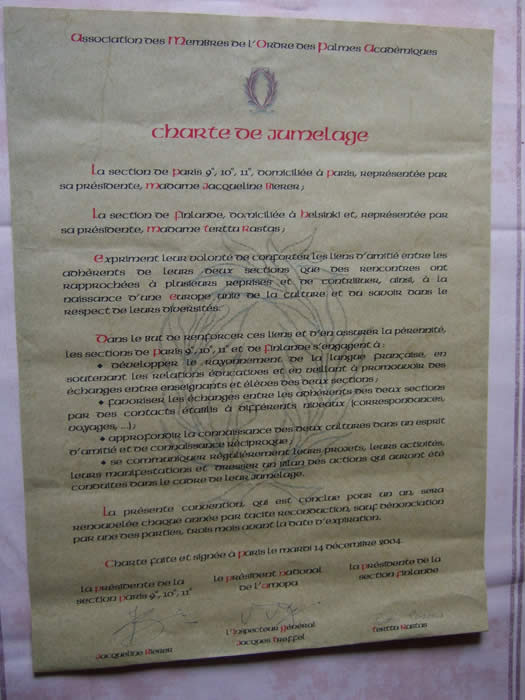 Association des Membres de l'Ordre des Palmes Académiques
Charte de Jumelage
La section de Paris 9e, 10e, 11e, domiciliée à Paris, représentée par
sa présidente, Madame Jacqueline Bierer ;
La section de Finlande, domiciliée à Helsinki et, représentée par
sa présidente, Madame Terttu Rastas ;
Expriment leur volonté de conforter les liens d'amitié entre les
adhérents de leurs deux sections que des rencontres ont
rapprochées à plusieurs reprises et de contribuer, ainsi, à la
naissance d'une Europe unie de la culture et du savoir dans le
respect de leurs diversités.
Dans le but de renforcer ces liens et d'en assurer la pérennité,
les sections de Paris 9e, 10e, 11e et de Finlande s'engagent à :
♦ développer le rayonnement de la langue française, en
soutenant les relations éducatives et en veillant à promouvoir des
échanges entre enseignants et élèves des deux sections ;
♦ favoriser les échanges entre les adhérents des deux sections
par des contacts établis à différents niveaux (correspondances,
voyages, ...) ;
♦ approfondir la connaissance des deux cultures dans un esprit
d'amitié et de connaissance réciproque ;
♦ se communiquer régulièrement leurs projets, leurs activités,
leurs manifestations et dresser un bilan des actions qui auront été
conduites dans le cadre de leur jumelage.
La présente convention, qui est conclue pour un an, sera
renouvelée chaque année par tacite reconduction, sauf dénonciation
par une des parties, trois mois avant la date d'expiration.
Charte faite et signée à Paris le mardi 14 décembre 2004.
La présidente de la
section Paris 9e, 10e, 11e
Le président national
de l'Amopa
La présidente de la
section Finlande
Jacqueline Bierer
L'Inspecteur Général
Jacques Treffel
Terttu Rastas